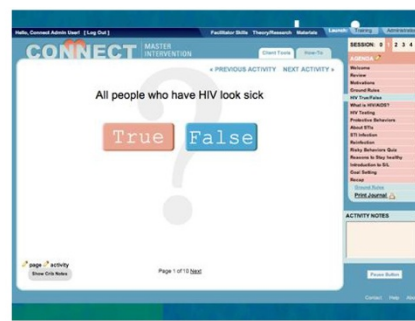 Hello, Connect Admin User! [ Log Out ]
Facilitator Skills Theory/Research Materials Launch Training Administration
CONNECT MASTER INTERVENTION
Client Tools How-To
« PREVIOUS ACTIVITY NEXT ACTIVITY »
All people who have HIV look sick
True False
page activity
Show Crib Notes
Page 1 of 10 Next
SESSION: 0 1 2 3 4
AGENDA
Welcome
Review
Motivations
Ground Rules
HIV True/False
What is HIV/AIDS?
HIV Testing
Protective Behaviors
About STIs
STI Infection
Reinfection
Risky Behaviors Quiz
Reasons to Stay healthy
Introduction to S/L
Goal Setting
Recap
Ground Rules
Print Journal
ACTIVITY NOTES
Pause Button
Contact Help